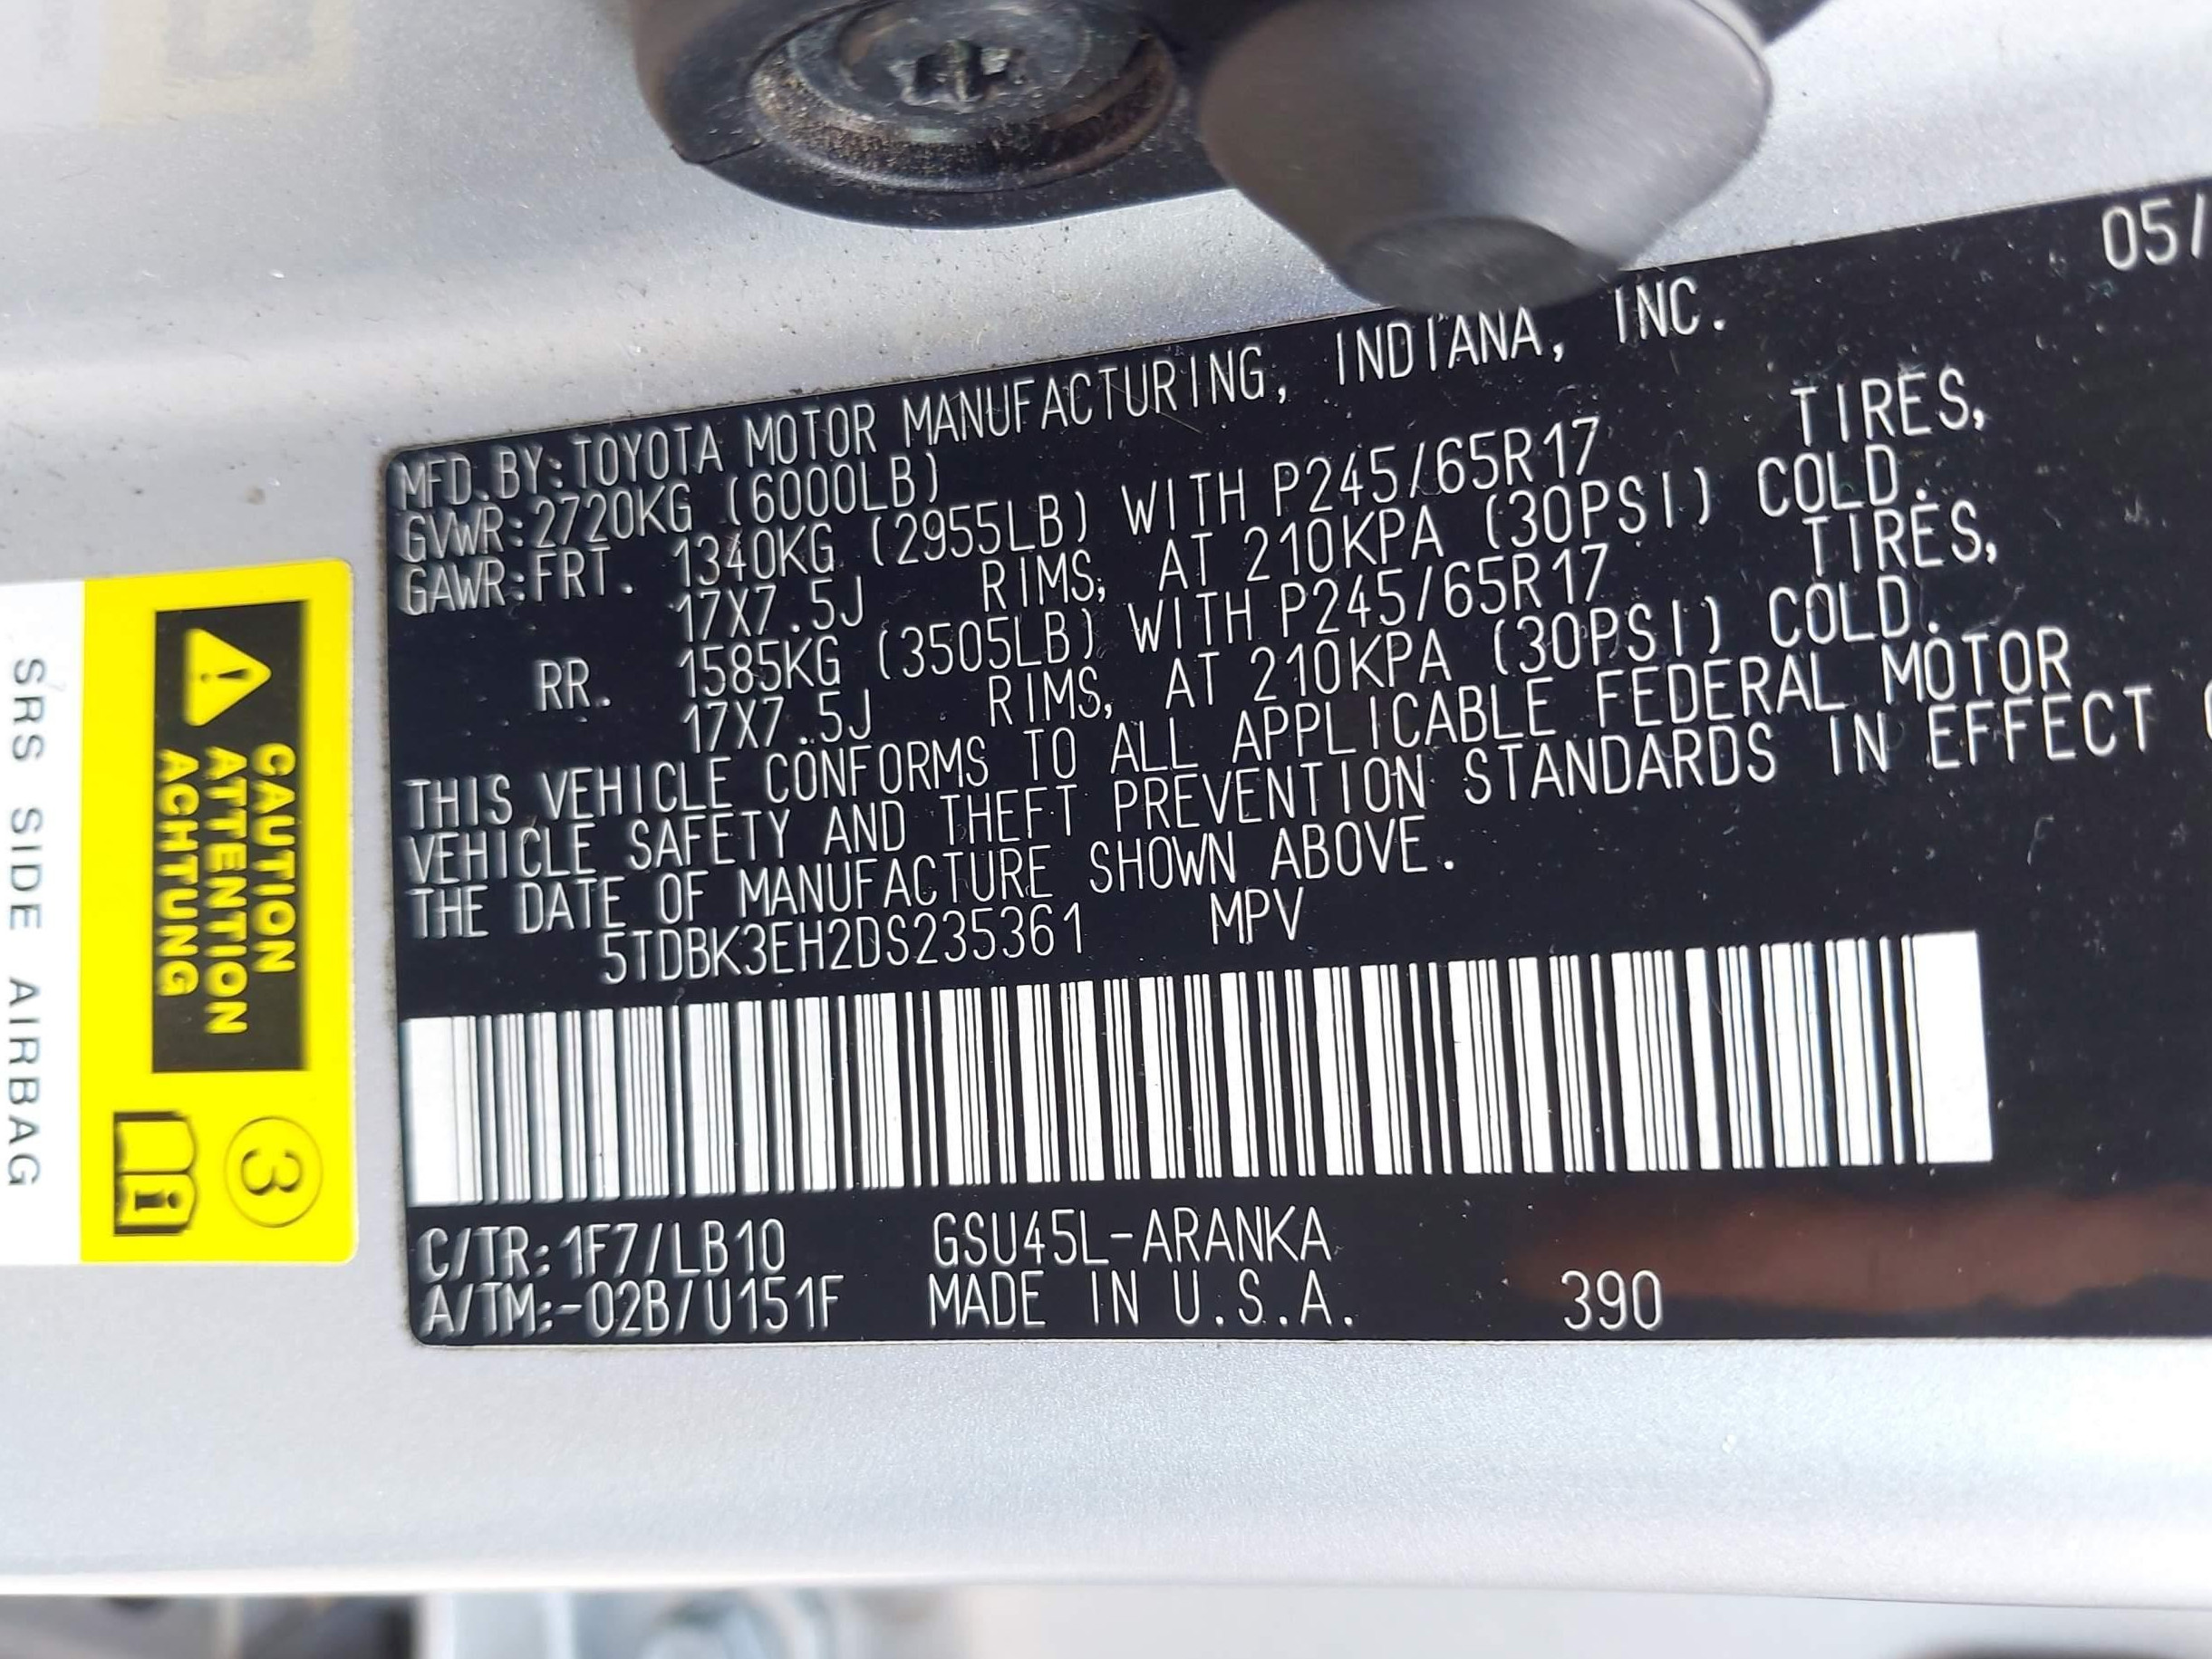 05/
MFD.BY:TOYOTA MOTOR MANUFACTURING, INDIANA, INC.
GVWR:2720KG (6000LB)
GAWR:FRT. 1340KG (2955LB) WITH P245/65R17 TIRES,
17X7.5J RIMS, AT 210KPA (30PSI) COLD.
RR. 1585KG (3505LB) WITH P245/65R17 TIRES,
17X7.5J RIMS, AT 210KPA (30PSI) COLD.
THIS VEHICLE CONFORMS TO ALL APPLICABLE FEDERAL MOTOR
VEHICLE SAFETY AND THEFT PREVENTION STANDARDS IN EFFECT
THE DATE OF MANUFACTURE SHOWN ABOVE.
5TDBK3EH2DS235361 MPV
C/TR:1F7/LB10 GSU45L-ARANKA
A/TM:-02B/U151F MADE IN U.S.A. 390
CAUTION
ATTENTION
ACHTUNG
3
i
SRS SIDE AIRBAG